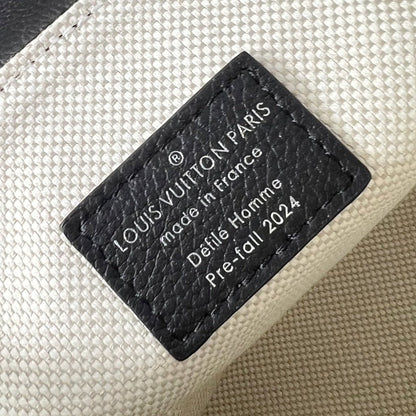 ®
LOUIS VUITTON PARIS
made in France
Défilé Homme
Pre-fall 2024